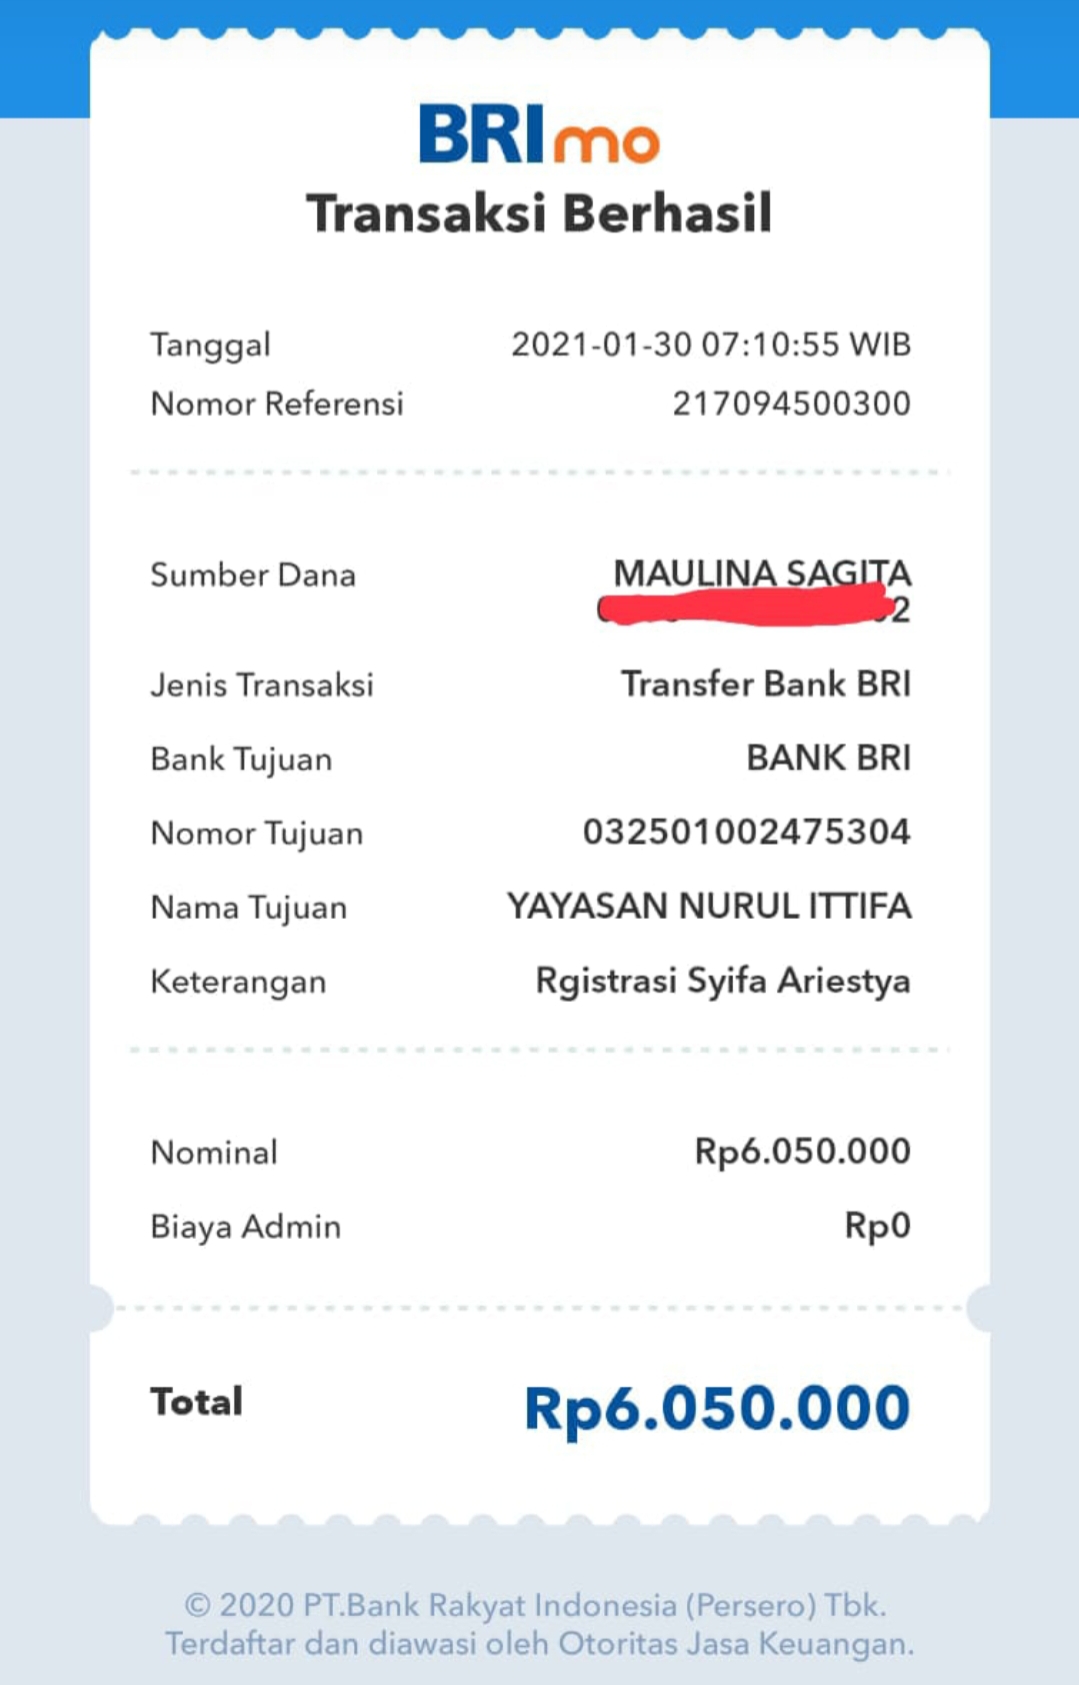 BRImo
Transaksi Berhasil
Tanggal 2021-01-30 07:10:55 WIB
Nomor Referensi 217094500300
Sumber Dana MAULINA SAGITA
2
Jenis Transaksi Transfer Bank BRI
Bank Tujuan BANK BRI
Nomor Tujuan 032501002475304
Nama Tujuan YAYASAN NURUL ITTIFA
Keterangan Rgistrasi Syifa Ariestya
Nominal Rp6.050.000
Biaya Admin Rp0
Total Rp6.050.000
© 2020 PT.Bank Rakyat Indonesia (Persero) Tbk.
Terdaftar dan diawasi oleh Otoritas Jasa Keuangan.